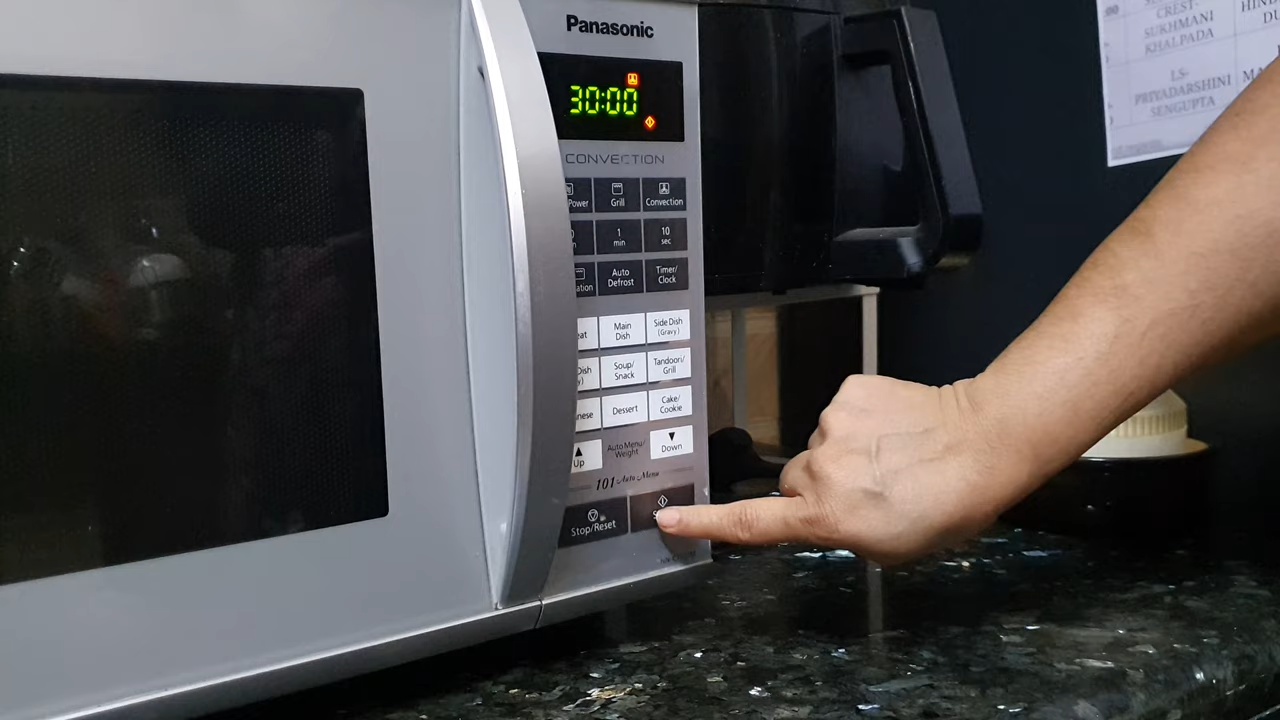 Panasonic
30:00
CONVECTION
Power
Grill
Convection
1
min
10
sec
Auto
Defrost
Timer/
Clock
Main
Dish
Side Dish
(Gravy)
Soup/
Snack
Tandoori/
Grill
Dessert
Cake/
Cookie
▲
Up
Auto Menu/
Weight
▼
Down
101 Auto Menu
Stop/Reset
CREST-
SUKHMANI
KHALPADA
LS-
PRIYADARSHINI
SENGUPTA